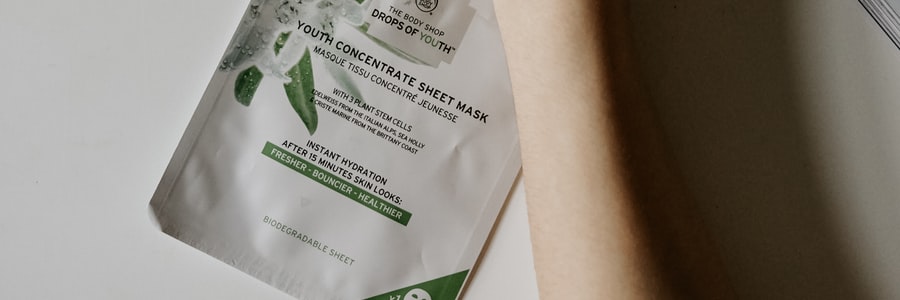 THE BODY SHOP
DROPS OF YOUTH™
YOUTH CONCENTRATE SHEET MASK
MASQUE TISSU CONCENTRÉ JEUNESSE
WITH 3 PLANT STEM CELLS
EDELWEISS FROM THE ITALIAN ALPS, SEA HOLLY
& CRISTE MARINE FROM THE BRITTANY COAST
INSTANT HYDRATION
AFTER 15 MINUTES SKIN LOOKS:
FRESHER - BOUNCIER - HEALTHIER
BIODEGRADABLE SHEET
x1